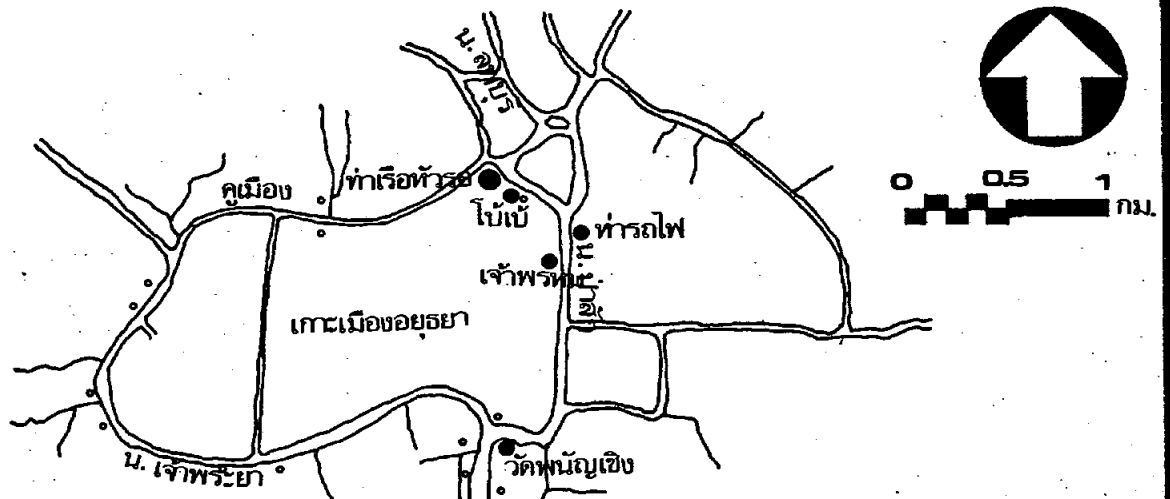 น. ลพบุรี
ท่าเรือหัวรอ
คูเมือง
โบ้เบ้
0 0.5 1 กม.
ท่ารถไฟ
เจ้าพรหม
น. ป่าสัก
เกาะเมืองอยุธยา
วัดพนัญเชิง
น. เจ้าพระยา